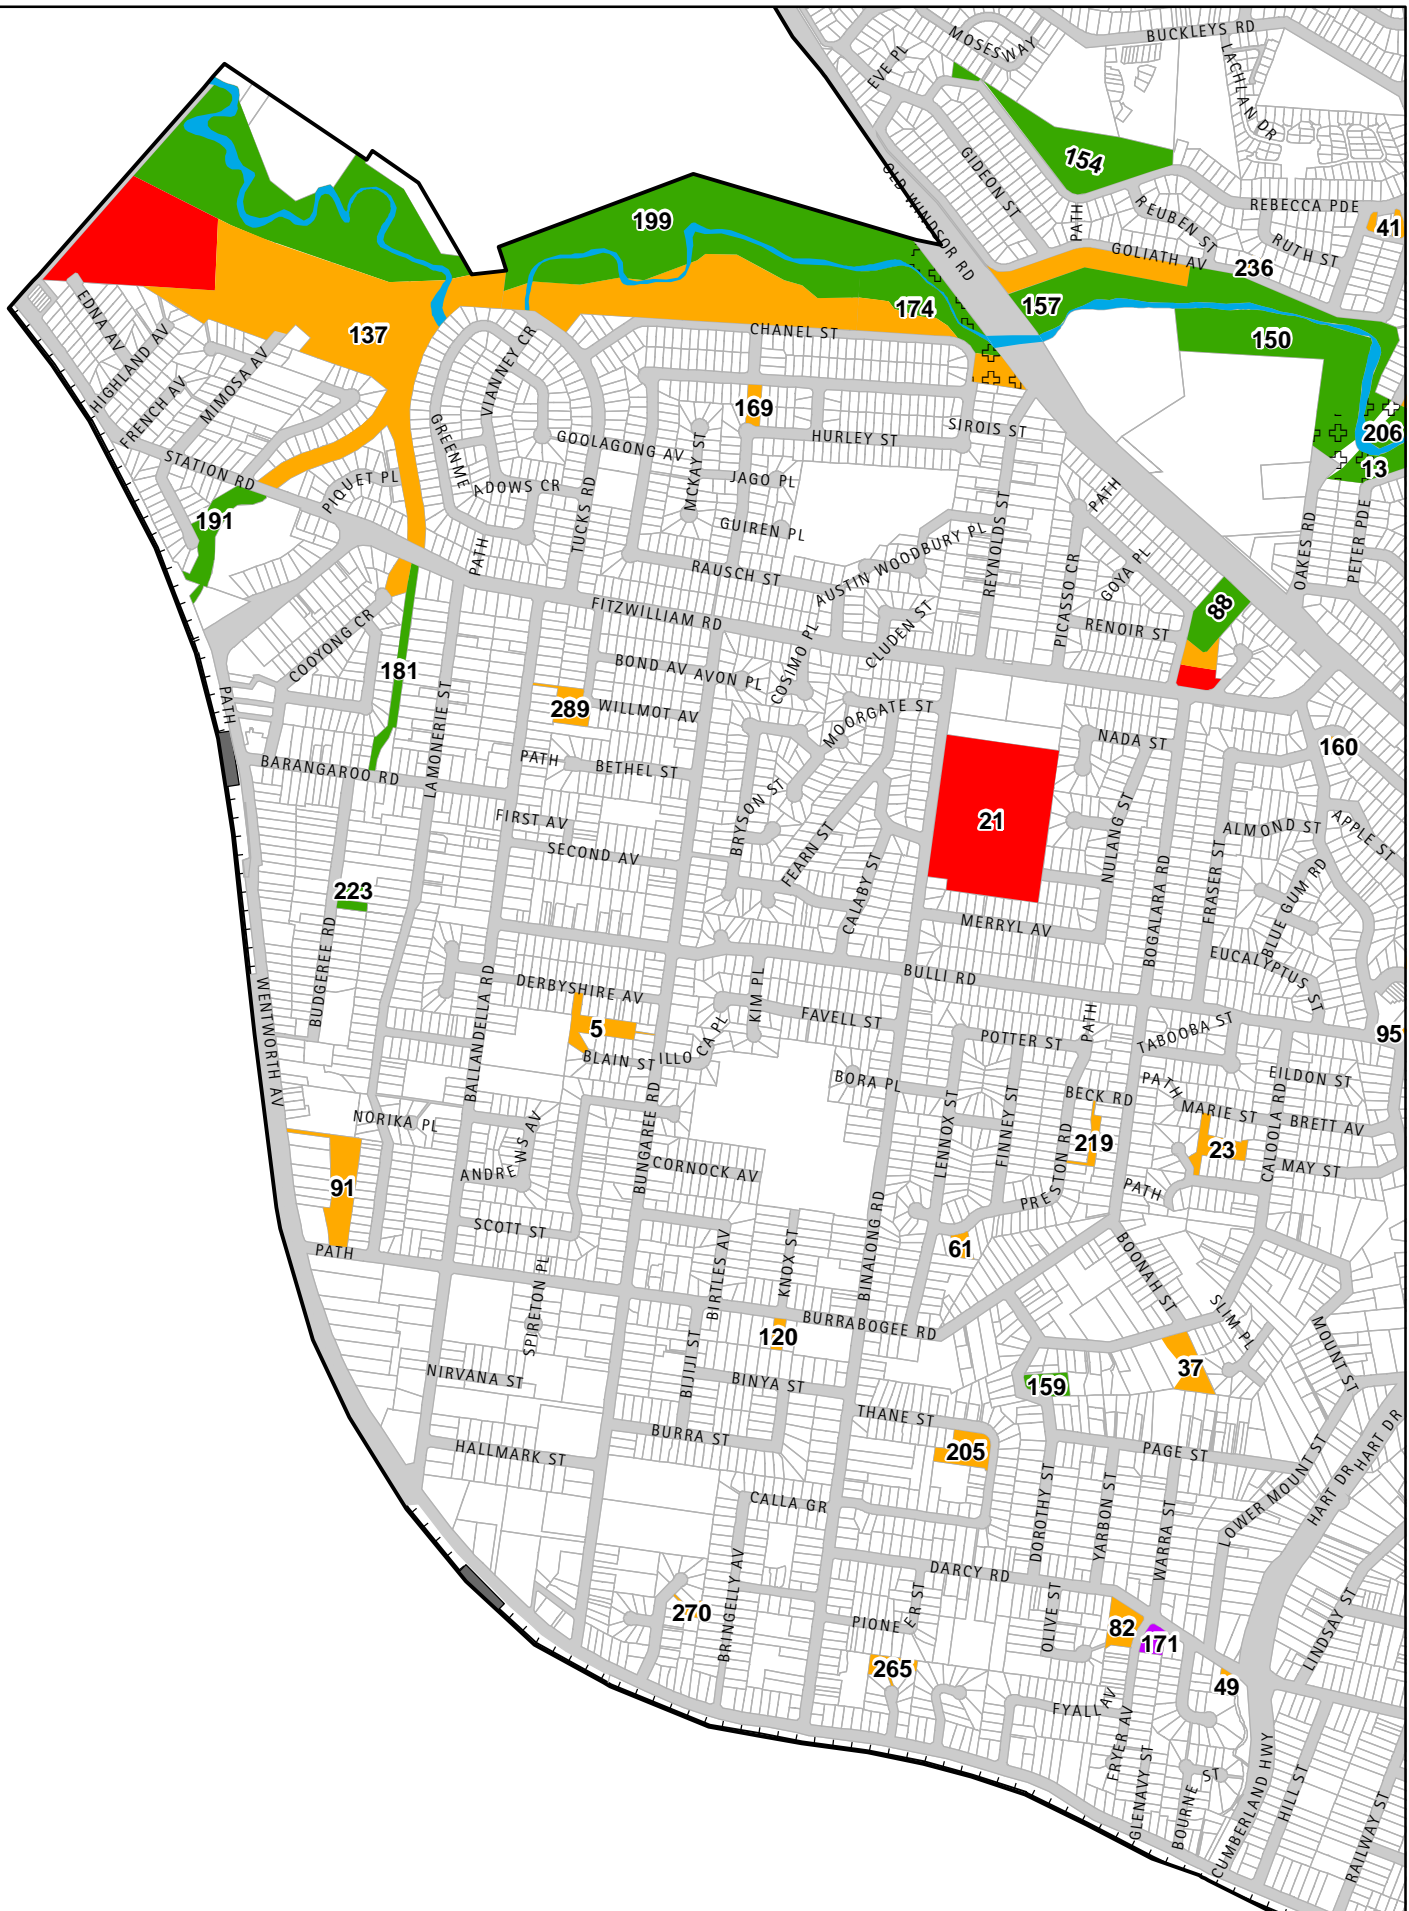 BUCKLEYS RD
MOSESWAY
EVE PL
LACHLAN DR
154
GIDEON ST
OLD WINDSOR RD
PATH
REUBEN ST
REBECCA PDE
41
RUTH ST
GOLIATH AV
236
199
157
174
150
137
EDNA AV
HIGHLAND AV
FRENCH AV
MIMOSA AV
CHANEL ST
VIANNEY CR
169
HURLEY ST
SIROIS ST
206
13
GREENME
ADOWS CR
GOOLAGONG AV
MCKAY ST
JAGO PL
GUIREN PL
TUCKS RD
STATION RD
PIQUET PL
191
PATH
RAUSCH ST
AUSTIN WOODBURY PL
REYNOLDS ST
PICASSO CR
PATH
GOYA PL
OAKES RD
PETER PDE
88
RENOIR ST
FITZWILLIAM RD
COOYONG CR
181
BOND AV
AVON PL
COSIMO PL
CLUDEN ST
289
WILLMOT AV
MOORGATE ST
PATH
LAMONERIE ST
NADA ST
160
BARANGAROO RD
PATH
BETHEL ST
BRYSON ST
21
FIRST AV
SECOND AV
FEARN ST
CALABY ST
NULANG ST
ALMOND ST
APPLE ST
FRASER ST
BLUE GUM RD
223
BUDGEREE RD
MERRYL AV
BOGALARA RD
BULLI RD
EUCALYPTUS ST
WENTWORTH AV
BALLANDELLA RD
DERBYSHIRE AV
5
BLAIN ST
ILLO
CA PL
KIM PL
FAVELL ST
POTTER ST
PATH
TABOOBA ST
95
BORA PL
EILDON ST
BECK RD
PATH
MARIE ST
BRETT AV
CALOOLA RD
NORIKA PL
ANDRE
WS AV
BUNGAREE RD
CORNOCK AV
LENNOX ST
FINNEY ST
PRESTON RD
219
23
MAY ST
PATH
91
PATH
SCOTT ST
SPIRETON PL
BIRTLES AV
KNOX ST
BINALONG RD
61
BOONAH ST
SLIM PL
MOUNT ST
120
BURRABOGEE RD
37
NIRVANA ST
BIJIJI ST
BINYA ST
159
THANE ST
BURRA ST
HALLMARK ST
205
PAGE ST
HART DR
HART DR
LOWER MOUNT ST
CALLA GR
DOROTHY ST
YARBON ST
WARRA ST
DARCY RD
BRINGELLY AV
270
PIONE
ER ST
OLIVE ST
82
171
LINDSAY ST
265
49
FYALL
AV
FRYER AV
GLENAVY ST
BOURNE
ST
CUMBERLAND HWY
HILL ST
RAILWAY ST